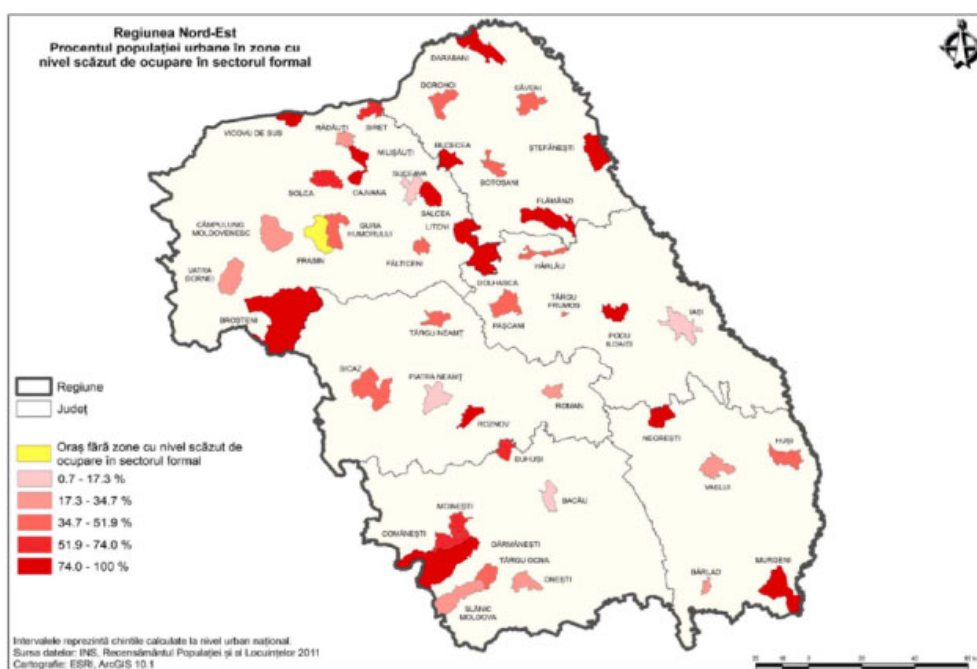 Regiunea Nord-Est
Procentul populației urbane în zone cu
nivel scăzut de ocupare în sectorul formal
DARABANI
DOROHOI
SĂVENI
VICOVU DE SUS
RĂDĂUȚI
SIRET
MILIȘĂUȚI
BUCECEA
ȘTEFĂNEȘTI
SUCEAVA
BOTOȘANI
SOLCA
CAJVANA
SALCEA
FLĂMÂNZI
CÂMPULUNG
MOLDOVENESC
GURA
HUMORULUI
LITENI
FRASIN
FĂLTICENI
HÂRLĂU
VATRA
DORNEI
DOLHASCA
TÂRGU
FRUMOS
IAȘI
BROȘTENI
PAȘCANI
TÂRGU NEAMȚ
PODU
ILOAIEI
BICAZ
PIATRA NEAMȚ
ROMAN
ROZNOV
NEGREȘTI
HUȘI
BUHUȘI
VASLUI
BACĂU
MOINEȘTI
COMĂNEȘTI
DĂRMĂNEȘTI
TÂRGU OCNA
ONEȘTI
MURGENI
BÂRLAD
SLĂNIC
MOLDOVA
Regiune
Județ
Oraș fără zone cu nivel scăzut de
ocupare în sectorul formal
0.7 - 17.3 %
17.3 - 34.7 %
34.7 - 51.9 %
51.9 - 74.0 %
74.0 - 100 %
Intervalele reprezintă chintile calculate la nivel urban național.
Sursa datelor: INS, Recensământul Populației și al Locuințelor 2011
Cartografie: ESRI, ArcGIS 10.1